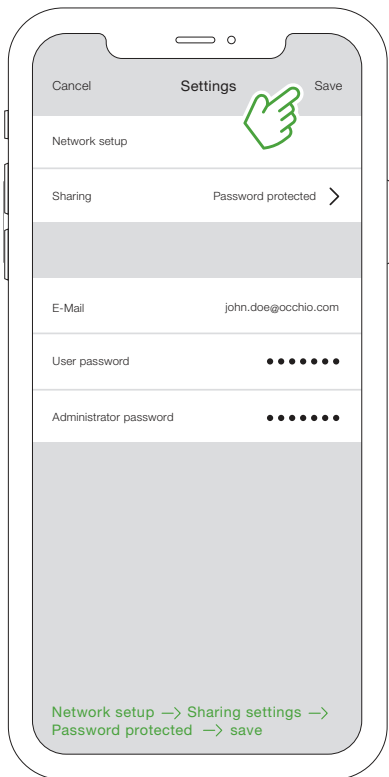 Cancel Settings Save
Network setup
Sharing Password protected
E-Mail john.doe@occhio.com
User password •••••••
Administrator password •••••••
Network setup —> Sharing settings —>
Password protected —> save